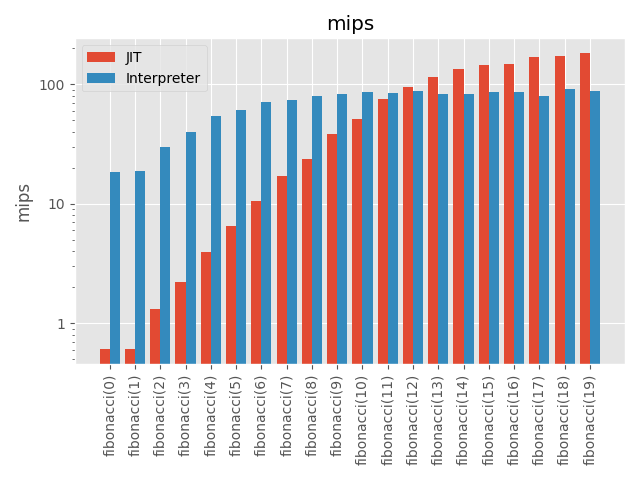 mips
JIT
Interpreter
mips
100
10
1
fibonacci(0)
fibonacci(1)
fibonacci(2)
fibonacci(3)
fibonacci(4)
fibonacci(5)
fibonacci(6)
fibonacci(7)
fibonacci(8)
fibonacci(9)
fibonacci(10)
fibonacci(11)
fibonacci(12)
fibonacci(13)
fibonacci(14)
fibonacci(15)
fibonacci(16)
fibonacci(17)
fibonacci(18)
fibonacci(19)